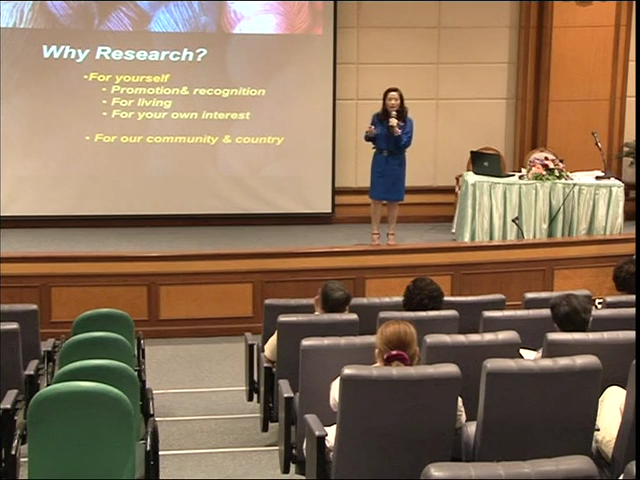 Why Research?
•For yourself
- Promotion& recognition
- For living
- For your own interest
•For our community & country